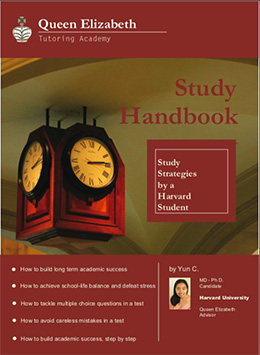 Queen Elizabeth
Tutoring Academy
Study
Handbook
Study
Strategies
by a
Harvard
Student
How to build long term academic success
How to achieve school-life balance and defeat stress
How to tackle multiple choice questions in a test
How to avoid careless mistakes in a test
How to build academic success, step by step
by Yun C.
MD - Ph.D.
Candidate
Harvard University
Queen Elizabeth
Advisor